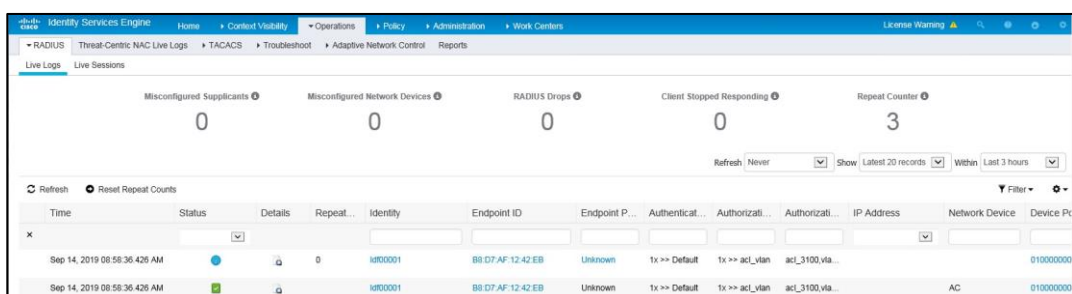 cisco Identity Services Engine Home Context Visibility Operations Policy Administration Work Centers License Warning
RADIUS Threat-Centric NAC Live Logs TACACS Troubleshoot Adaptive Network Control Reports
Live Logs Live Sessions
Misconfigured Supplicants Misconfigured Network Devices RADIUS Drops Client Stopped Responding Repeat Counter
0 0 0 0 3
Refresh Never Show Latest 20 records Within Last 3 hours
Refresh Reset Repeat Counts Filter
Time Status Details Repeat... Identity Endpoint ID Endpoint P... Authenticat... Authorizati... Authorizati... IP Address Network Device Device Po
Sep 14, 2019 08:58:36.426 AM 0 ldf00001 B8:D7:AF:12:42:EB Unknown 1x >> Default 1x >> acl_vlan acl_3100,vla... 010000000
Sep 14, 2019 08:58:36.426 AM ldf00001 B8:D7:AF:12:42:EB Unknown 1x >> Default 1x >> acl_vlan acl_3100,vla... AC 010000000